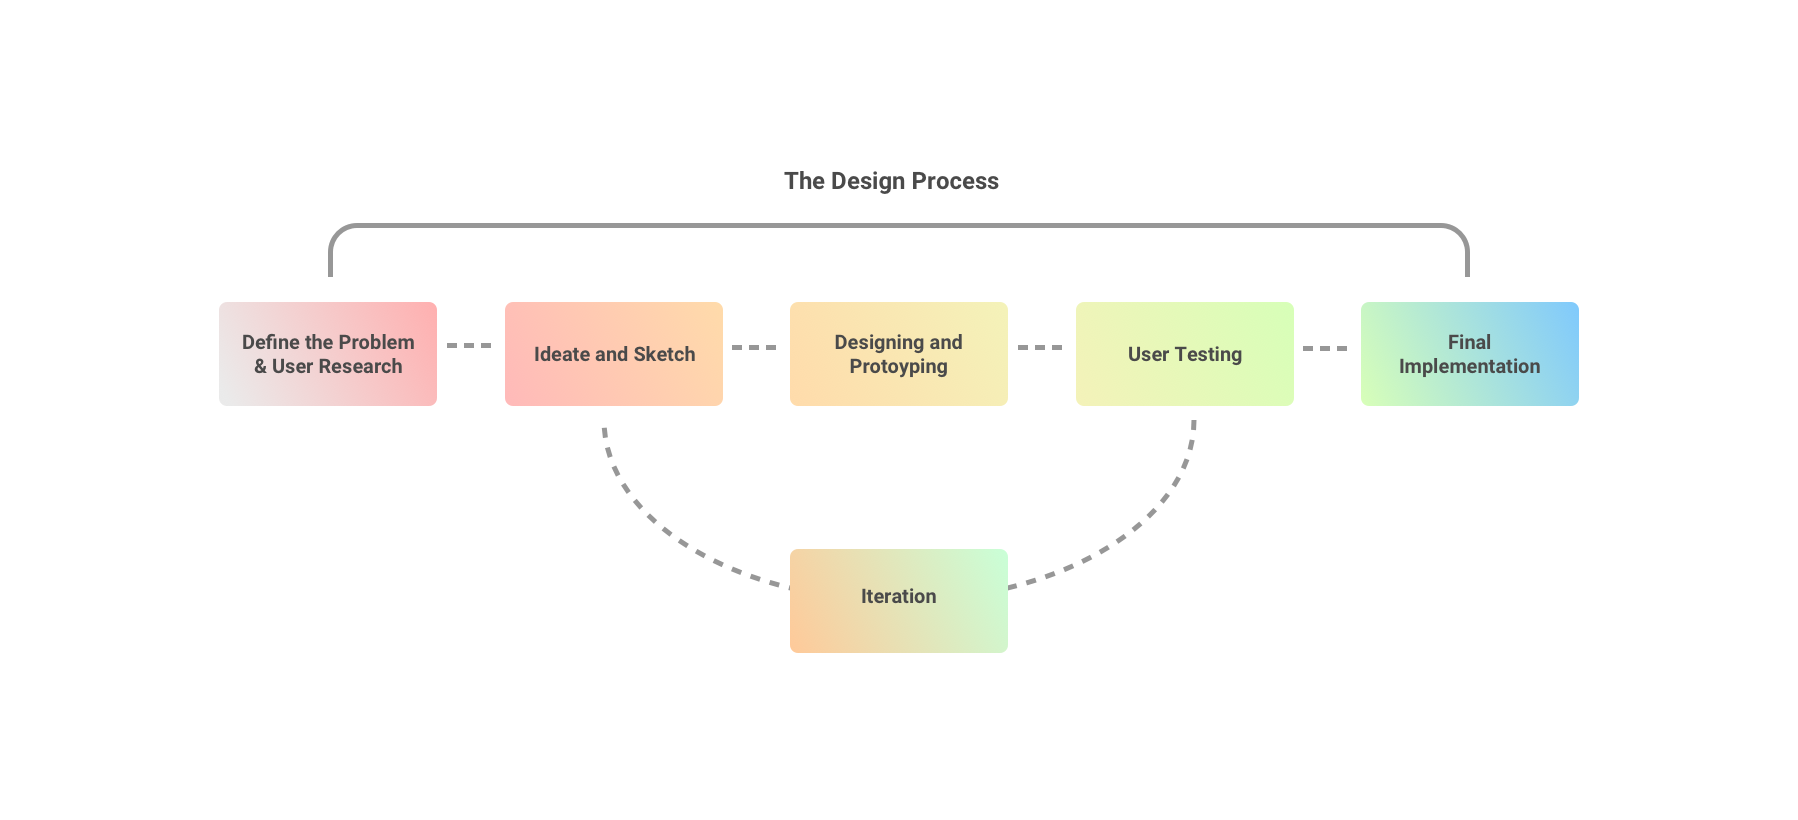 The Design Process
Define the Problem
& User Research
Ideate and Sketch
Designing and
Protoyping
User Testing
Final
Implementation
Iteration